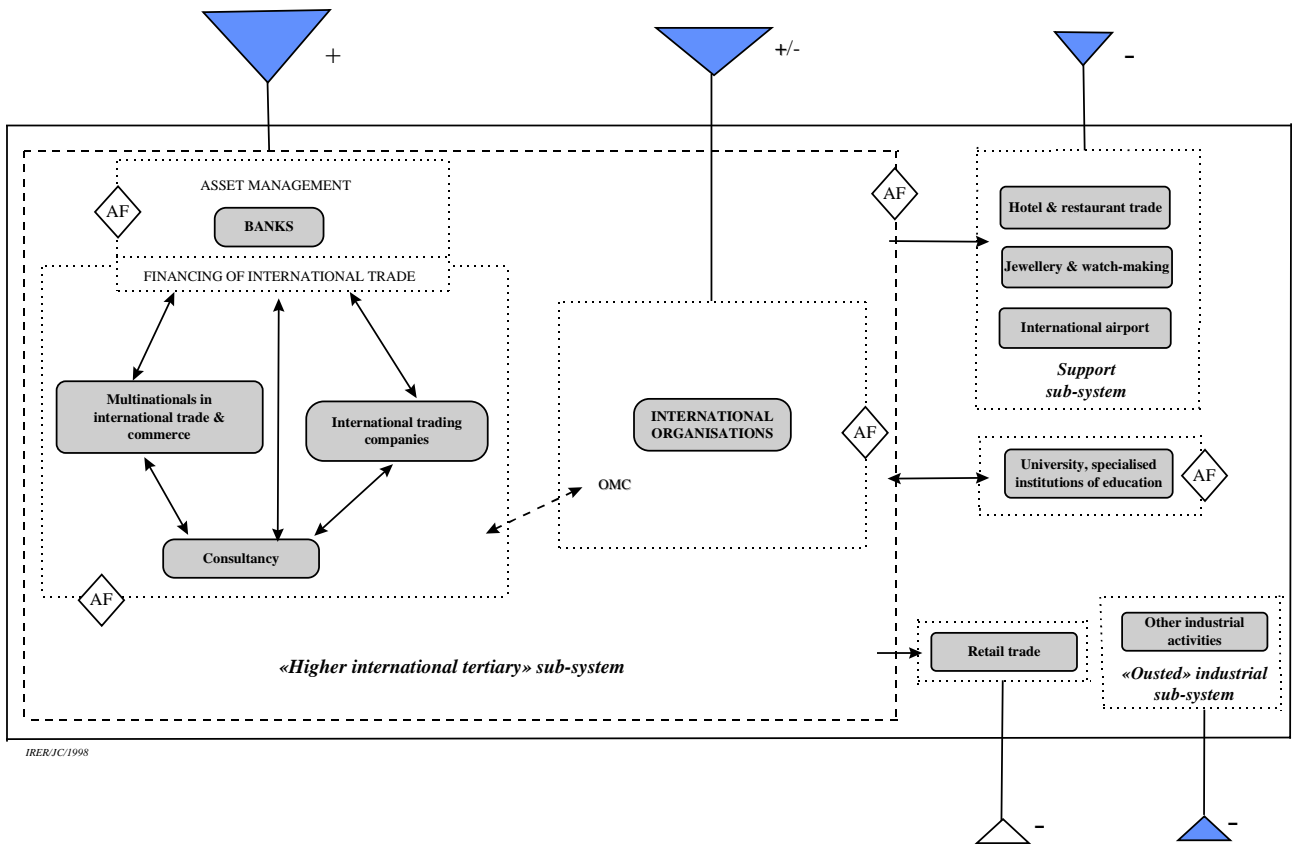 +
+/-
-
ASSET MANAGEMENT
AF
BANKS
FINANCING OF INTERNATIONAL TRADE
Multinationals in
international trade &
commerce
International trading
companies
Consultancy
AF
OMC
INTERNATIONAL
ORGANISATIONS
AF
AF
«Higher international tertiary» sub-system
Hotel & restaurant trade
Jewellery & watch-making
International airport
Support
sub-system
University, specialised
institutions of education
AF
Retail trade
Other industrial
activities
«Ousted» industrial
sub-system
IRER/JC/1998
-
-